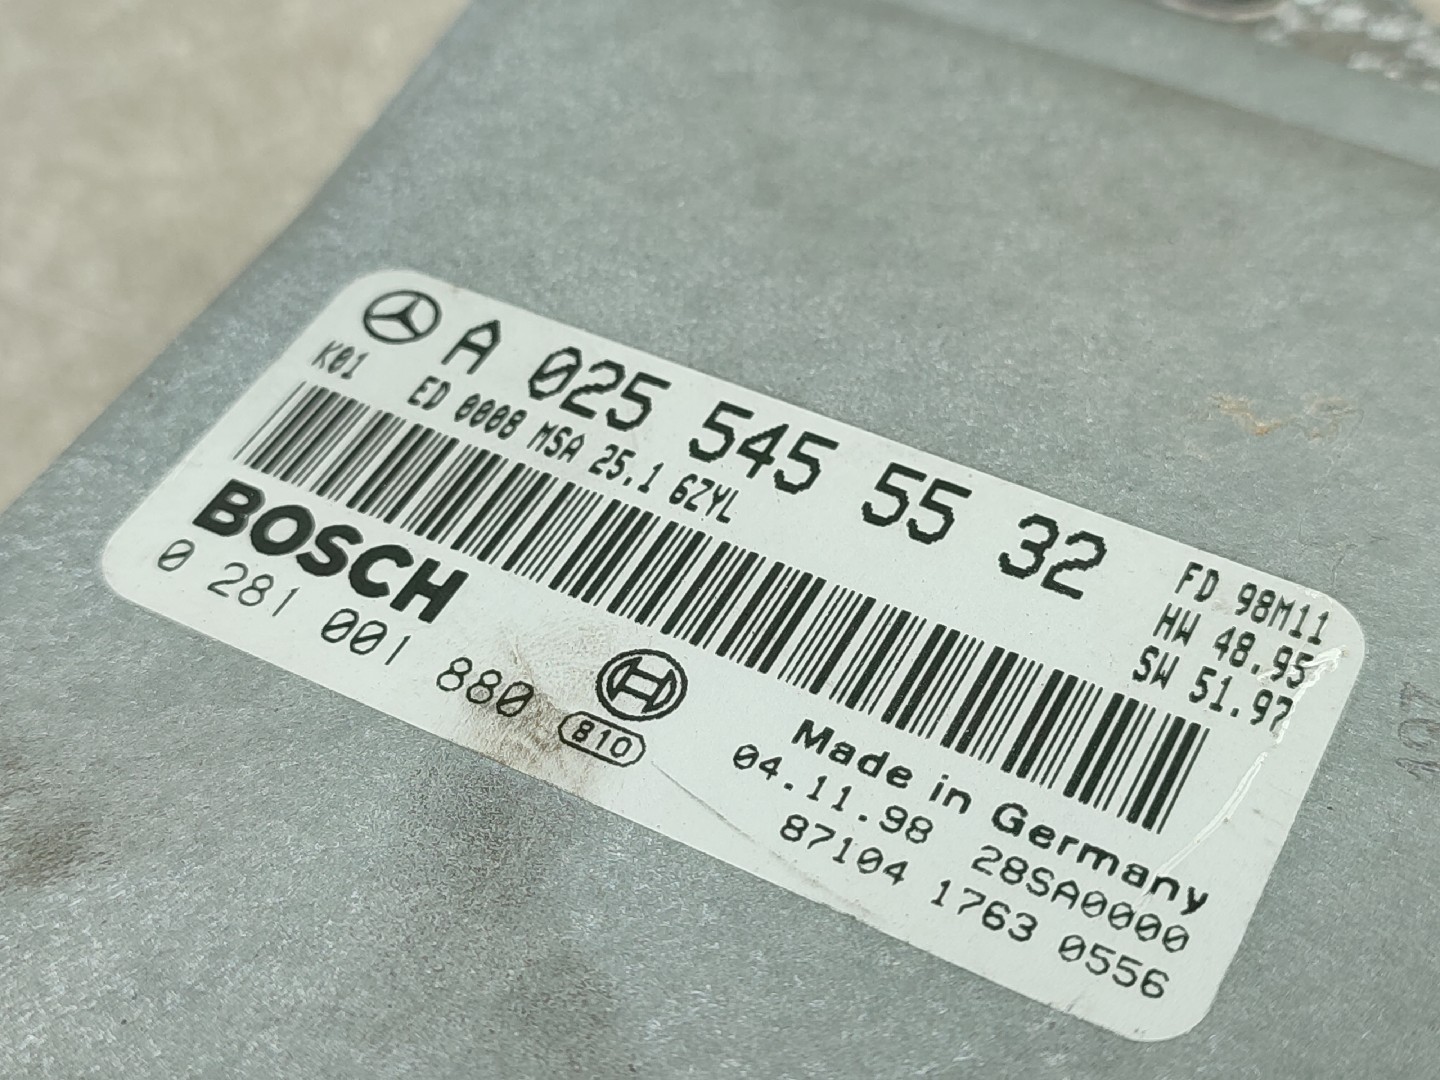 A 025 545 55 32
K01 ED 0008 MSA 25.1 6ZYL
FD 98M11
HW 48.95
SW 51.97
BOSCH
0 281 001 880
B10
Made in Germany
04.11.98 28SA0000
87104 1763 0556